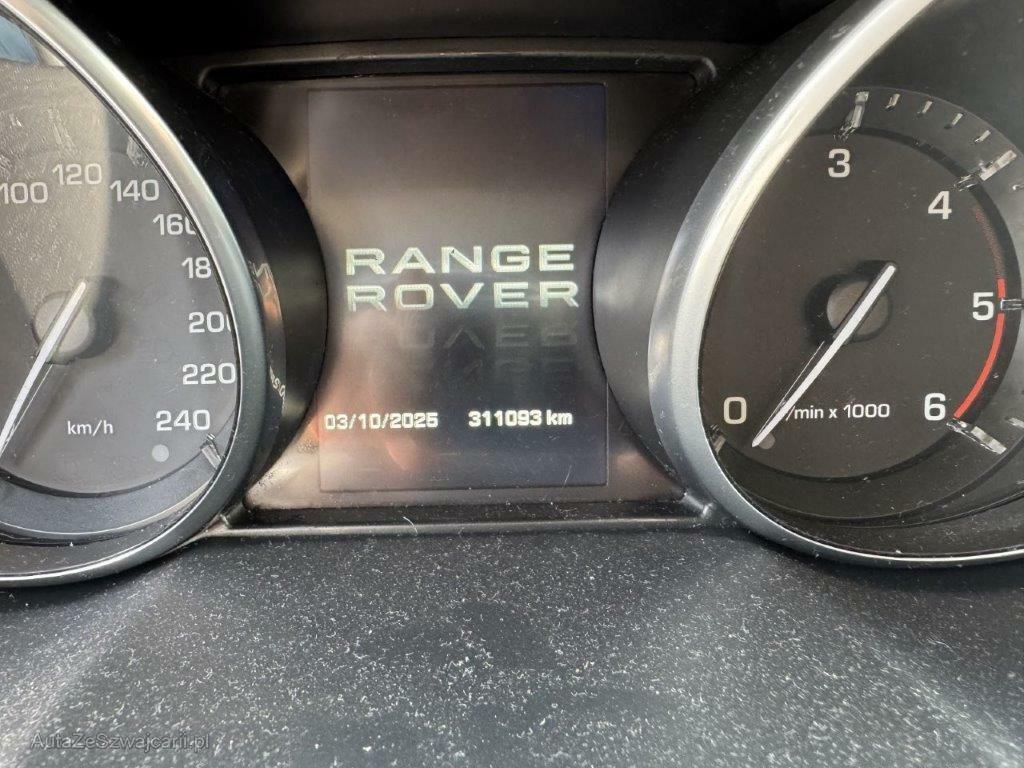 100 120 140
160
18
200
220
240
km/h
RANGE
ROVER
03/10/2025 311093 km
3
4
5
6
0
/min x 1000
AutaZeSzwajcarii.pl